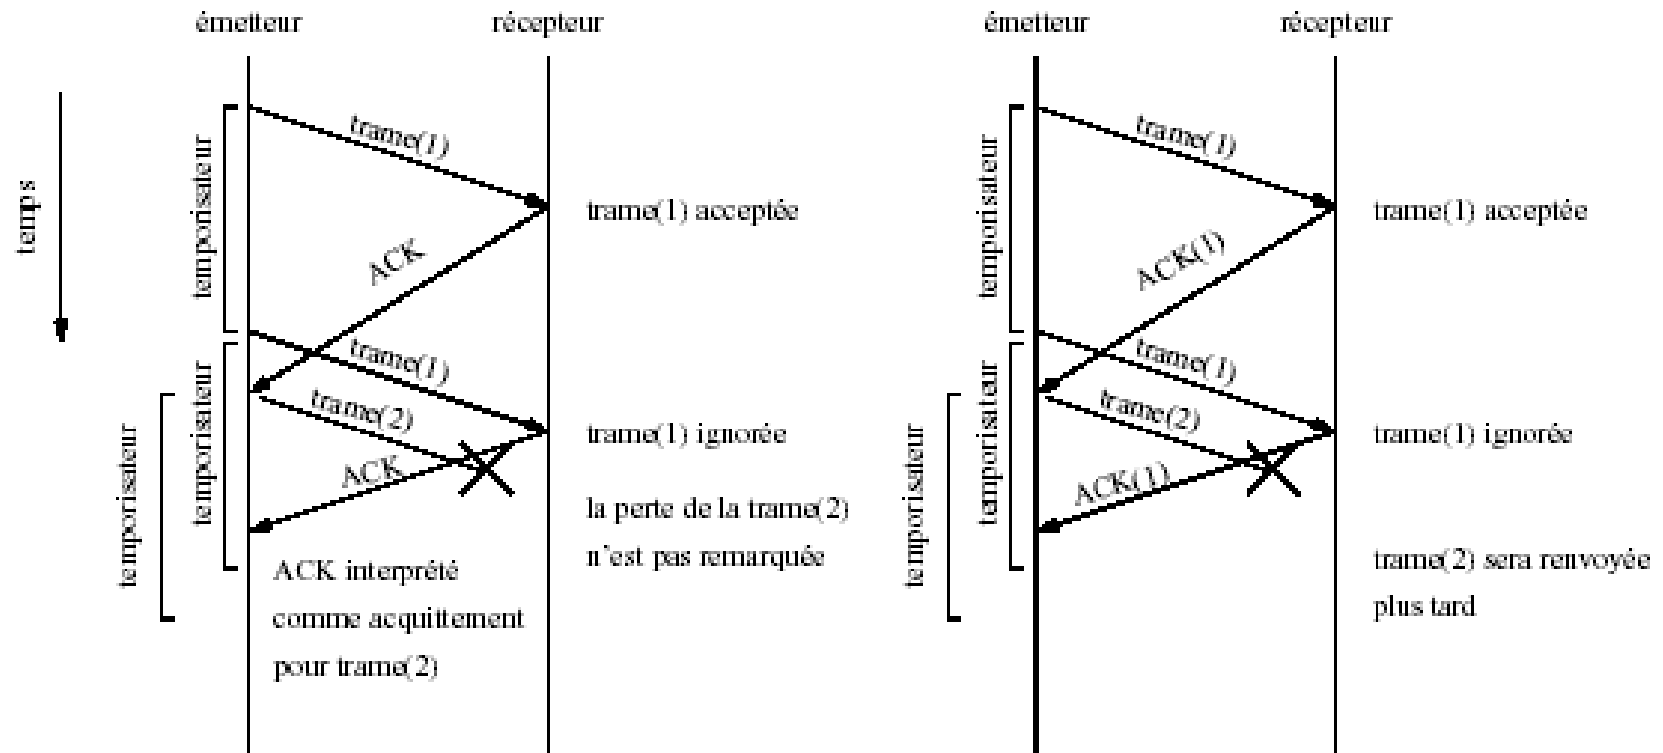 émetteur
récepteur
temps
temporisateur
trame(1)
trame(1) acceptée
ACK
temporisateur
trame(1)
temporisateur
trame(2)
trame(1) ignorée
ACK
la perte de la trame(2)
n'est pas remarquée
ACK interprété
comme acquittement
pour trame(2)
émetteur
récepteur
temporisateur
trame(1)
trame(1) acceptée
ACK(1)
temporisateur
trame(1)
temporisateur
trame(2)
trame(1) ignorée
ACK(1)
trame(2) sera renvoyée
plus tard